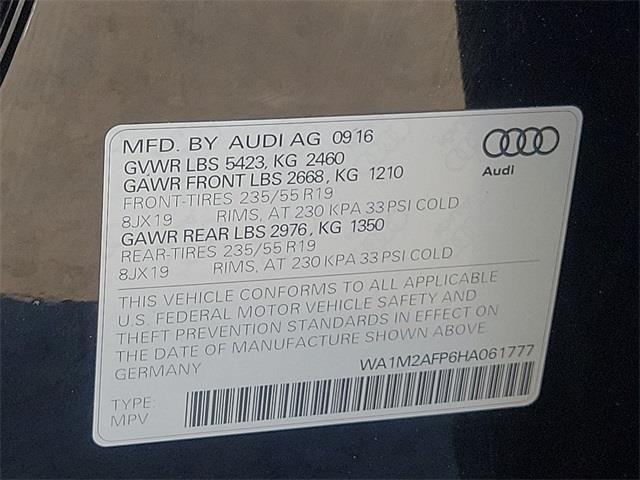 MFD. BY AUDI AG 09 16
GVWR LBS 5423, KG 2460
GAWR FRONT LBS 2668, KG 1210
FRONT-TIRES 235/55 R19
8JX19 RIMS, AT 230 KPA 33 PSI COLD
GAWR REAR LBS 2976, KG 1350
REAR-TIRES 235/55 R19
8JX19 RIMS, AT 230 KPA 33 PSI COLD
Audi
THIS VEHICLE CONFORMS TO ALL APPLICABLE
U.S. FEDERAL MOTOR VEHICLE SAFETY AND
THEFT PREVENTION STANDARDS IN EFFECT ON
THE DATE OF MANUFACTURE SHOWN ABOVE
GERMANY WA1M2AFP6HA061777
TYPE:
MPV